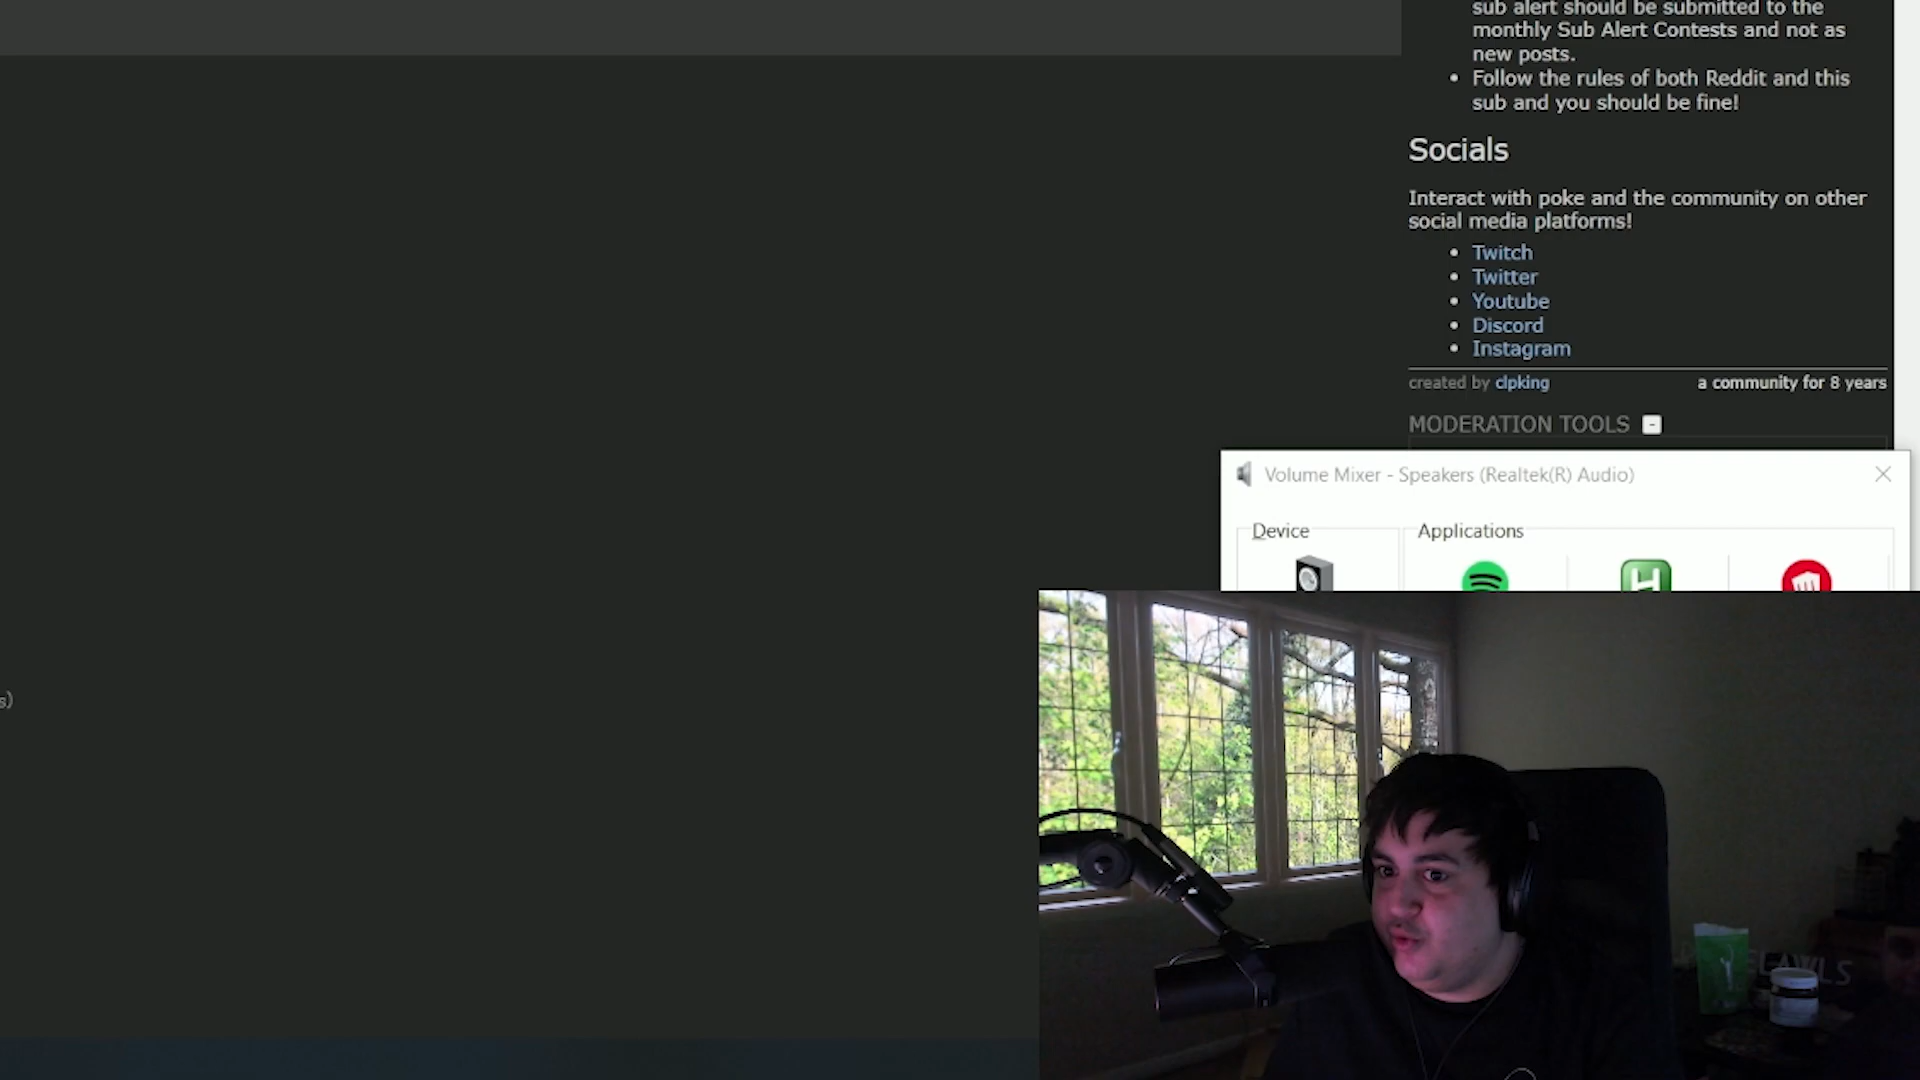 sub alert should be submitted to the
monthly Sub Alert Contests and not as
new posts.
Follow the rules of both Reddit and this
sub and you should be fine!
Socials
Interact with poke and the community on other
social media platforms!
Twitch
Twitter
Youtube
Discord
Instagram
created by clpking
a community for 8 years
MODERATION TOOLS
Volume Mixer - Speakers (Realtek(R) Audio)
Device
Applications
s)